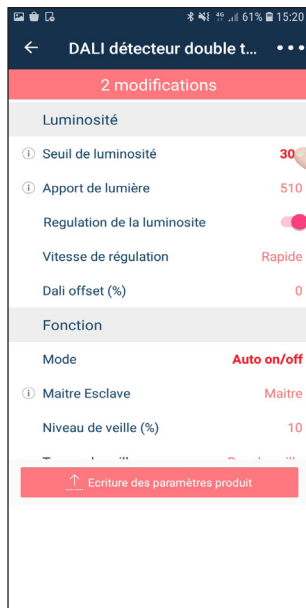 4G 61% 15:20
DALI détecteur double t... •••
2 modifications
Luminosité
Seuil de luminosité 30
Apport de lumière 510
Regulation de la luminosite
Vitesse de régulation Rapide
Dali offset (%) 0
Fonction
Mode Auto on/off
Maitre Esclave Maitre
Niveau de veille (%) 10
Ecriture des paramètres produit